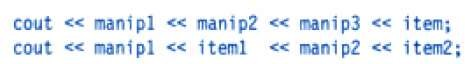 cout << manip1 << manip2 << manip3 << item;
cout << manip1 << item1 << manip2 << item2;